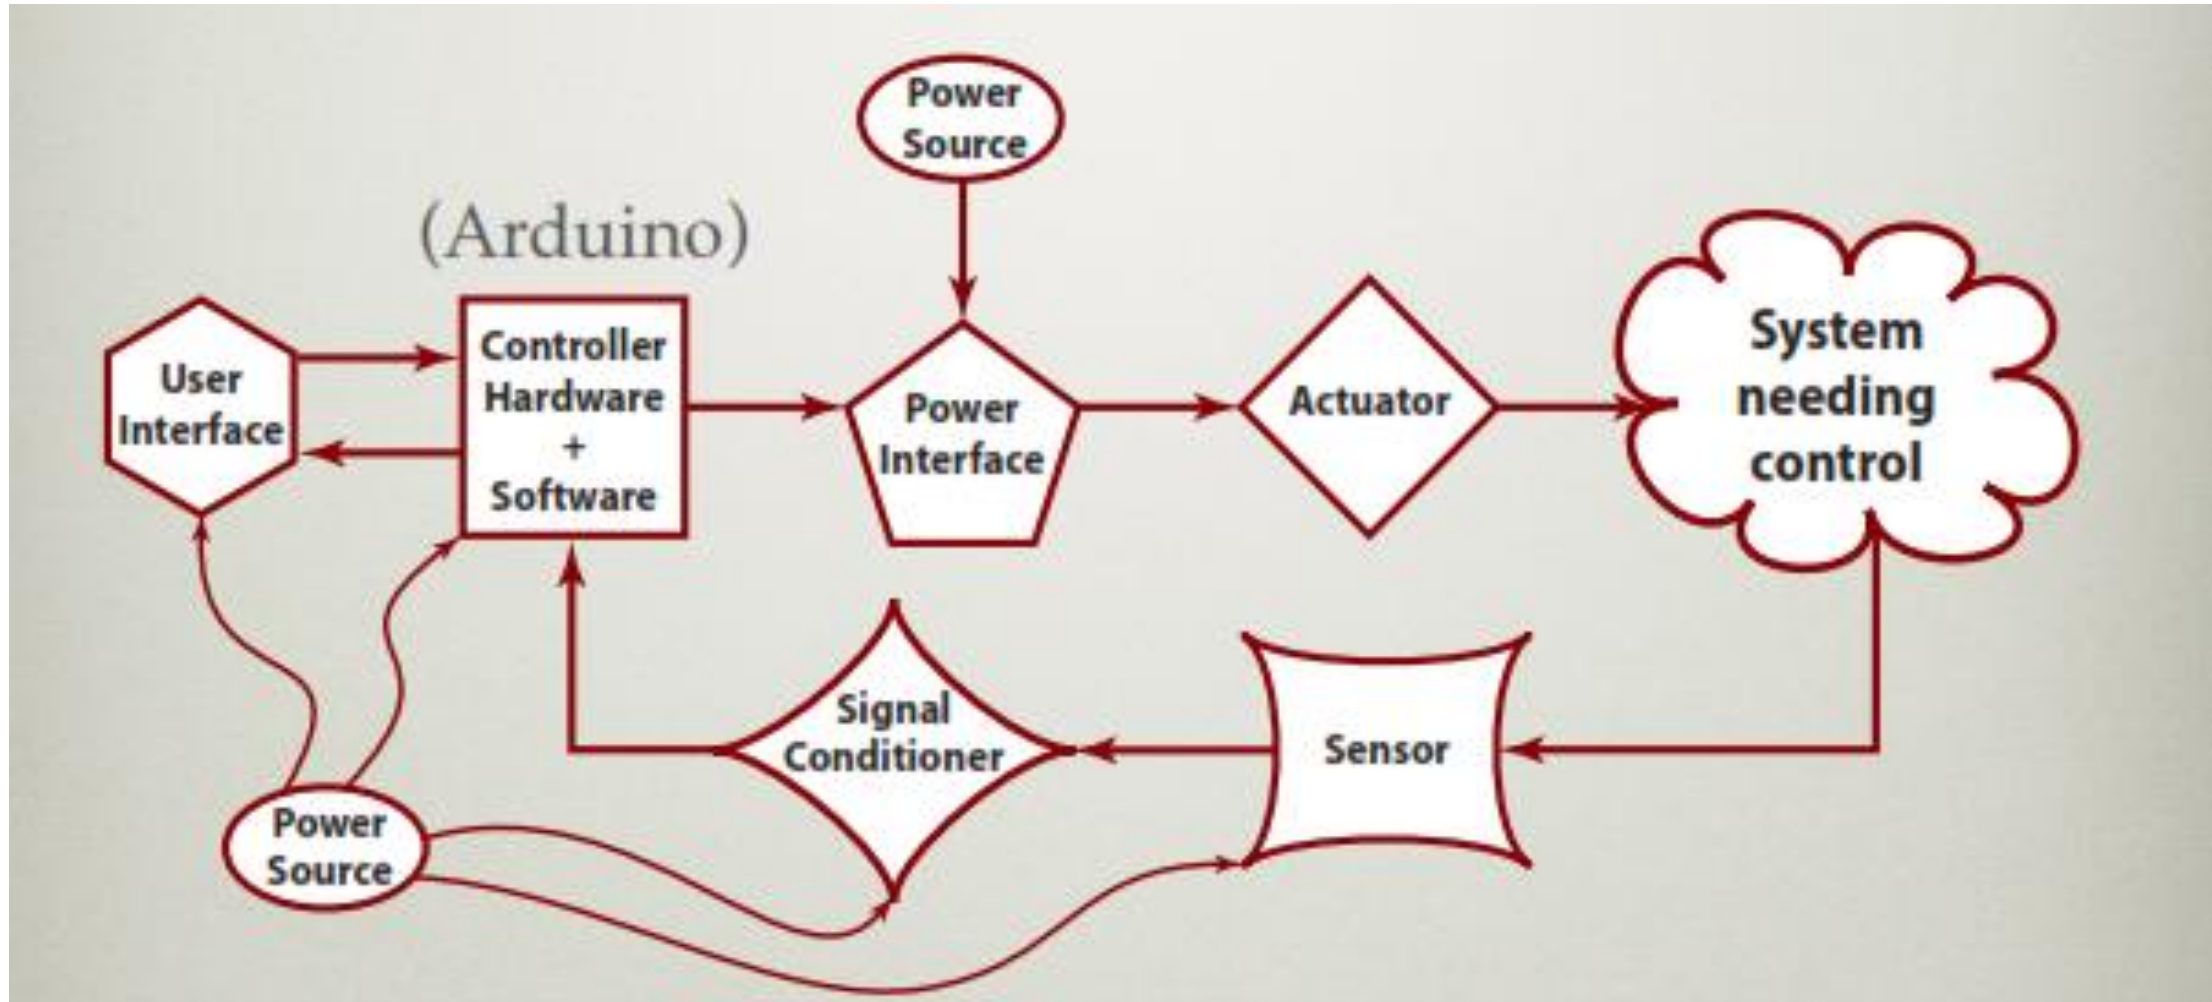 Power
Source
(Arduino)
User
Interface
Controller
Hardware
+
Software
Power
Interface
Actuator
System
needing
control
Signal
Conditioner
Sensor
Power
Source